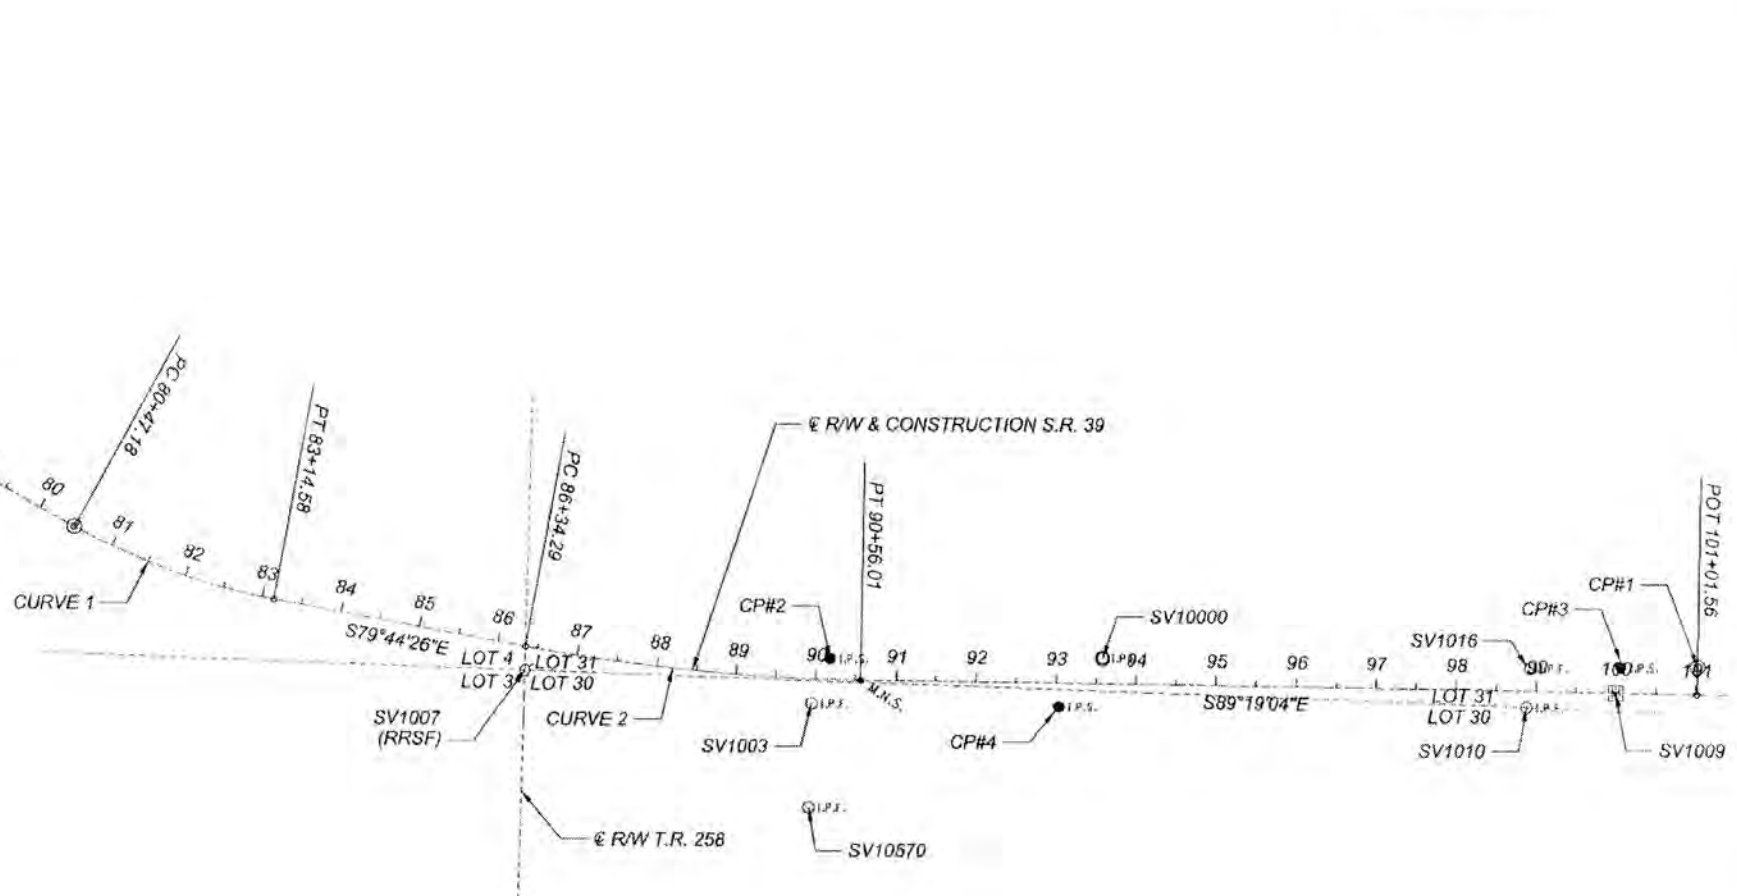 PC 80+47.18
PT 83+14.58
PC 86+34.29
℄ R/W & CONSTRUCTION S.R. 39
PT 90+56.01
POT 101+01.56
80
81
82
83
84
85
86
87
88
89
90
91
92
93
94
95
96
97
98
99
100
101
CURVE 1
S79°44'26"E
LOT 4
LOT 31
LOT 3
LOT 30
SV1007
(RRSF)
CURVE 2
CP#2
I.P.S.
SV1003
I.P.F.
M.N.S.
SV10000
CP#4
I.P.S.
S89°19'04"E
CP#1
CP#3
I.P.S.
SV1016
I.P.F.
LOT 31
LOT 30
I.P.F.
SV1010
SV1009
I.P.F.
℄ R/W T.R. 258